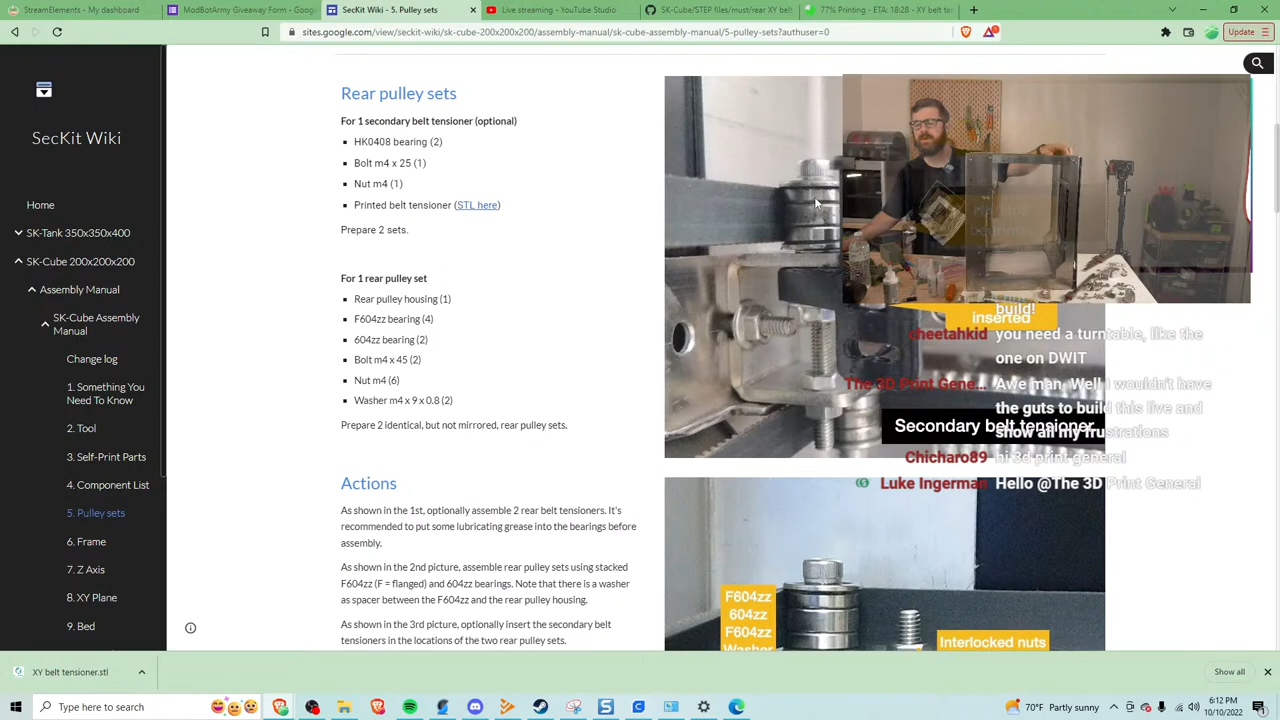 StreamElements - My dashboard
ModBotArmy Giveaway Form - Goog
SecKit Wiki - 5. Pulley sets
Live streaming - YouTube Studio
SK-Cube/STEP files/must/rear XY belt
77% Printing - ETA: 18:28 - XY belt ten
sites.google.com/view/seckit-wiki/sk-cube-200x200x200/assembly-manual/sk-cube-assembly-manual/5-pulley-sets?authuser=0
Update
SecKit Wiki
Home
SK-Tank 350x350x400
SK-Cube 200x200x200
Assembly Manual
SK-Cube Assembly
Manual
Change log
1. Something You
Need To Know
2. Tool
3. Self-Print Parts
4. Component List
5. Pulley sets
6. Frame
7. Z Axis
8. XY Plane
9. Bed
Rear pulley sets
For 1 secondary belt tensioner (optional)
HK0408 bearing (2)
Bolt m4 x 25 (1)
Nut m4 (1)
Printed belt tensioner (STL here)
Prepare 2 sets.
For 1 rear pulley set
Rear pulley housing (1)
F604zz bearing (4)
604zz bearing (2)
Bolt m4 x 45 (2)
Nut m4 (6)
Washer m4 x 9 x 0.8 (2)
Prepare 2 identical, but not mirrored, rear pulley sets.
Actions
As shown in the 1st, optionally assemble 2 rear belt tensioners. It's
recommended to put some lubricating grease into the bearings before
assembly.
As shown in the 2nd picture, assemble rear pulley sets using stacked
F604zz (F = flanged) and 604zz bearings. Note that there is a washer
as spacer between the F604zz and the rear pulley housing.
As shown in the 3rd picture, optionally insert the secondary belt
tensioners in the locations of the two rear pulley sets.
inserted
build!
cheetahkid you need a turntable, like the
one on DWIT
The 3D Print Gene... Awe man. Well I wouldn't have
the guts to build this live and
show all my frustrations
Secondary belt tensioner
Chicharo89 hi 3d print general
Luke Ingerman Hello @The 3D Print General
F604zz
604zz
F604zz
Washer
Interlocked nuts
XY belt tensioner.stl
Show all
Type here to search
70°F Partly sunny
6:12 PM
10/10/2022